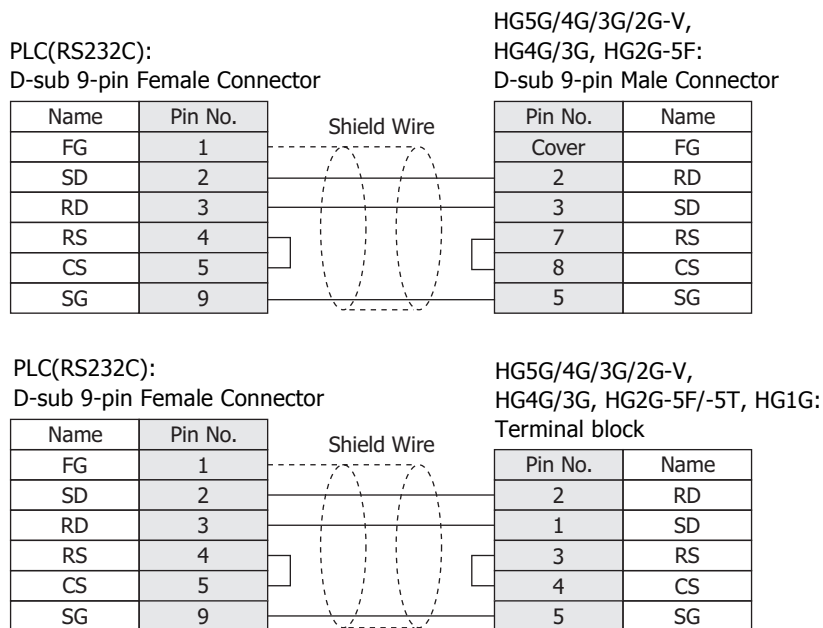 PLC(RS232C):
D-sub 9-pin Female Connector
HG5G/4G/3G/2G-V,
HG4G/3G, HG2G-5F:
D-sub 9-pin Male Connector
Name Pin No. Shield Wire Pin No. Name
FG 1 Cover FG
SD 2 2 RD
RD 3 3 SD
RS 4 7 RS
CS 5 8 CS
SG 9 5 SG
PLC(RS232C):
D-sub 9-pin Female Connector
HG5G/4G/3G/2G-V,
HG4G/3G, HG2G-5F/-5T, HG1G:
Terminal block
Name Pin No. Shield Wire Pin No. Name
FG 1
SD 2 2 RD
RD 3 1 SD
RS 4 3 RS
CS 5 4 CS
SG 9 5 SG